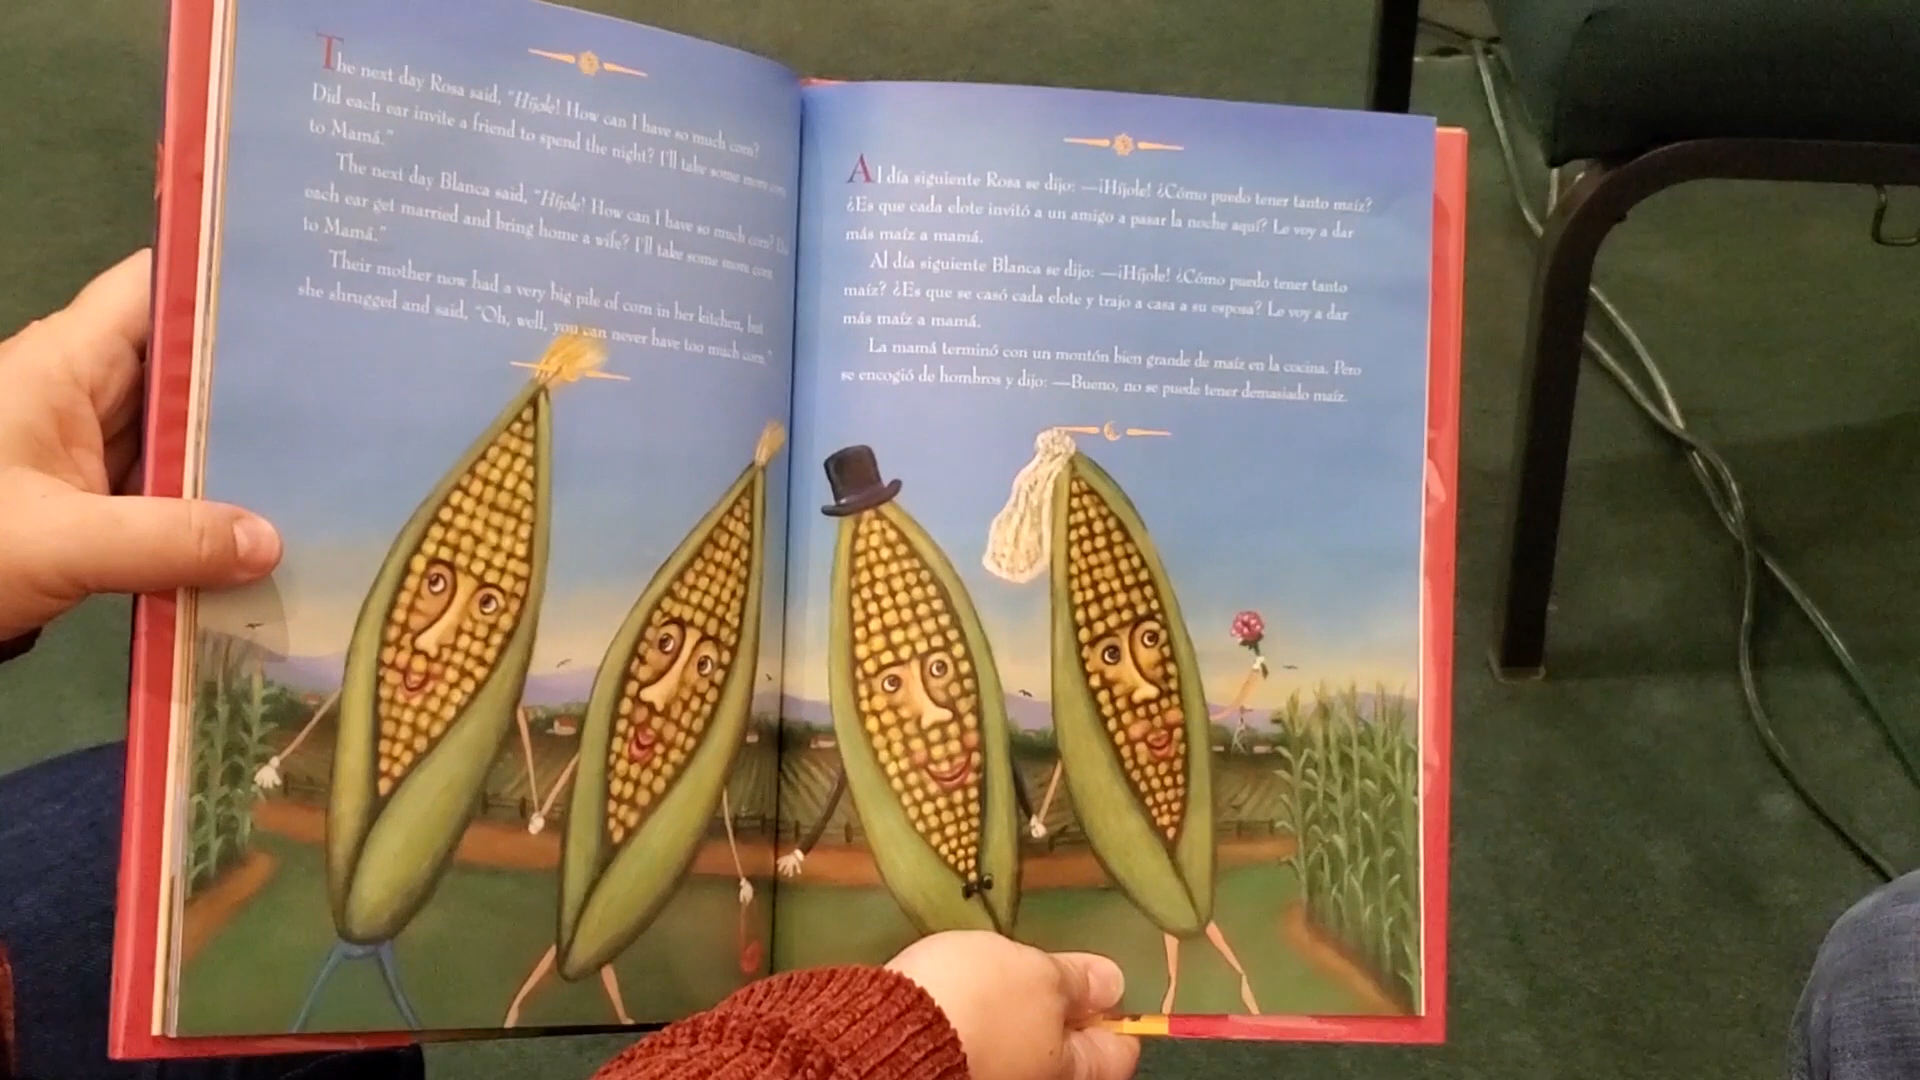 The next day Rosa said, "Híjole! How can I have so much corn?
Did each ear invite a friend to spend the night? I'll take some more corn
to Mamá."
The next day Blanca said, "Híjole! How can I have so much corn? Did
each ear get married and bring home a wife? I'll take some more corn
to Mamá."
Their mother now had a very big pile of corn in her kitchen, but
she shrugged and said, "Oh, well, you can never have too much corn."
Al día siguiente Rosa se dijo: —¡Híjole! ¿Cómo puedo tener tanto maíz?
¿Es que cada elote invitó a un amigo a pasar la noche aquí? Le voy a dar
más maíz a mamá.
Al día siguiente Blanca se dijo: —¡Híjole! ¿Cómo puedo tener tanto
maíz? ¿Es que se casó cada elote y trajo a casa a su esposa? Le voy a dar
más maíz a mamá.
La mamá terminó con un montón bien grande de maíz en la cocina. Pero
se encogió de hombros y dijo: —Bueno, no se puede tener demasiado maíz.